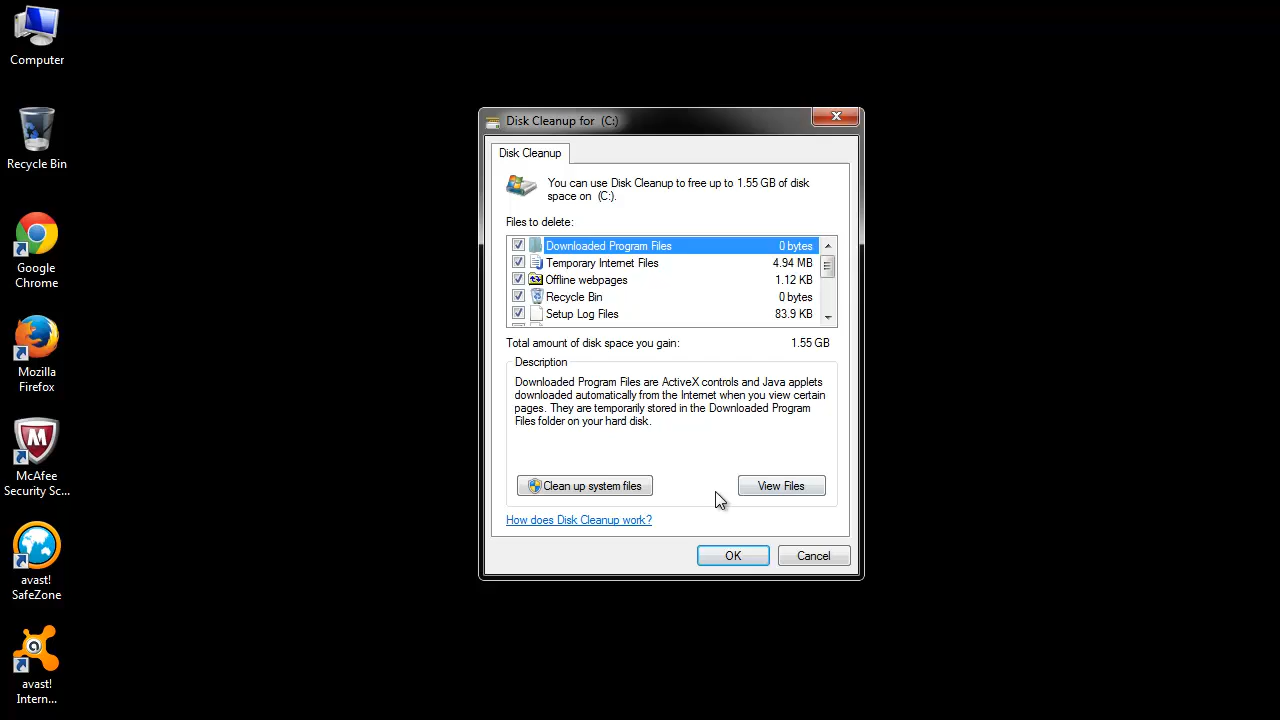 Computer
Recycle Bin
Google
Chrome
Mozilla
Firefox
McAfee
Security Sc...
avast!
SafeZone
avast!
Intern...
Disk Cleanup for  (C:)
Disk Cleanup
You can use Disk Cleanup to free up to 1.55 GB of disk
space on  (C:).
Files to delete:
Downloaded Program Files 0 bytes
Temporary Internet Files 4.94 MB
Offline webpages 1.12 KB
Recycle Bin 0 bytes
Setup Log Files 83.9 KB
Total amount of disk space you gain: 1.55 GB
Description
Downloaded Program Files are ActiveX controls and Java applets
downloaded automatically from the Internet when you view certain
pages. They are temporarily stored in the Downloaded Program
Files folder on your hard disk.
Clean up system files View Files
How does Disk Cleanup work?
OK Cancel